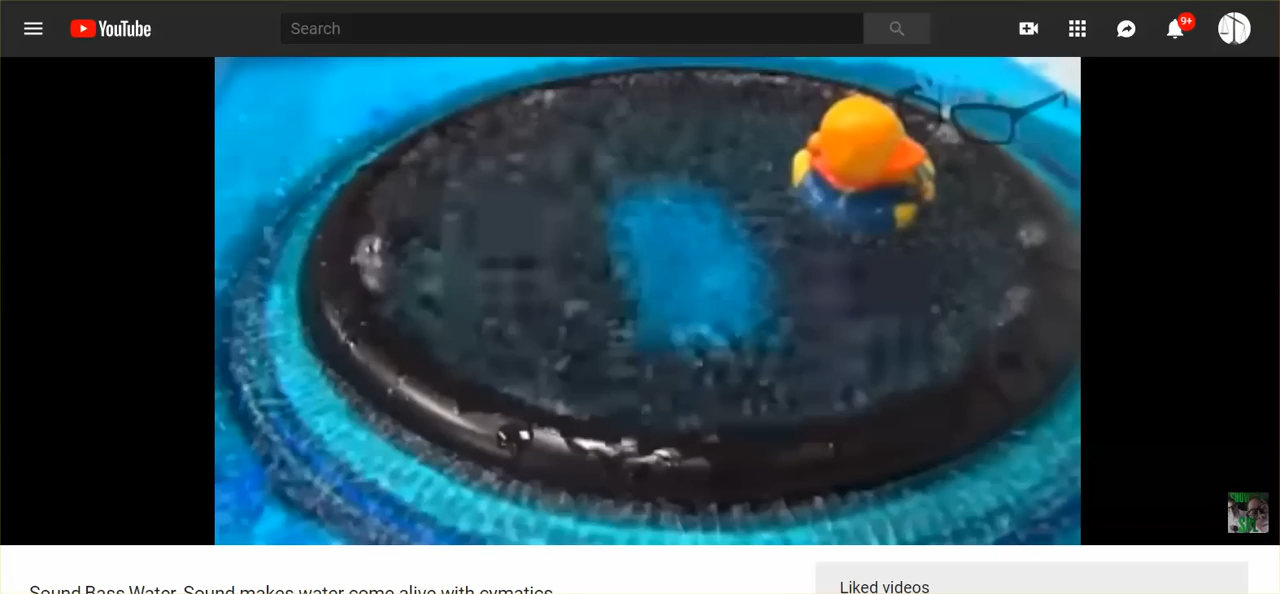 YouTube
Search
9+
Sound Bass Water. Sound makes water come alive with cymatics
Liked videos